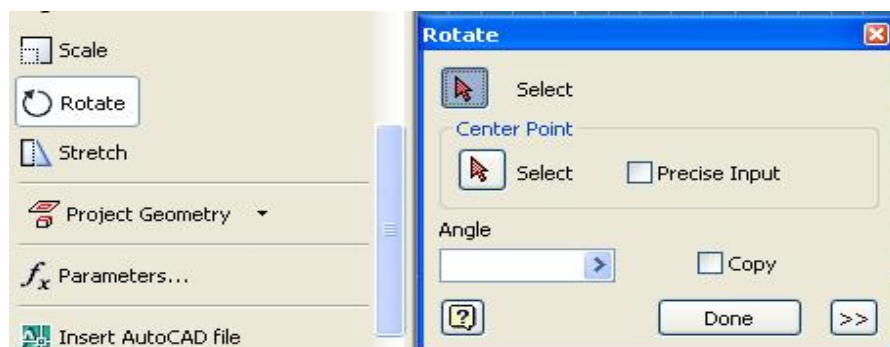 Scale
Rotate
Stretch
Project Geometry
fx Parameters...
Insert AutoCAD file
Rotate
Select
Center Point
Select Precise Input
Angle
Copy
Done >>